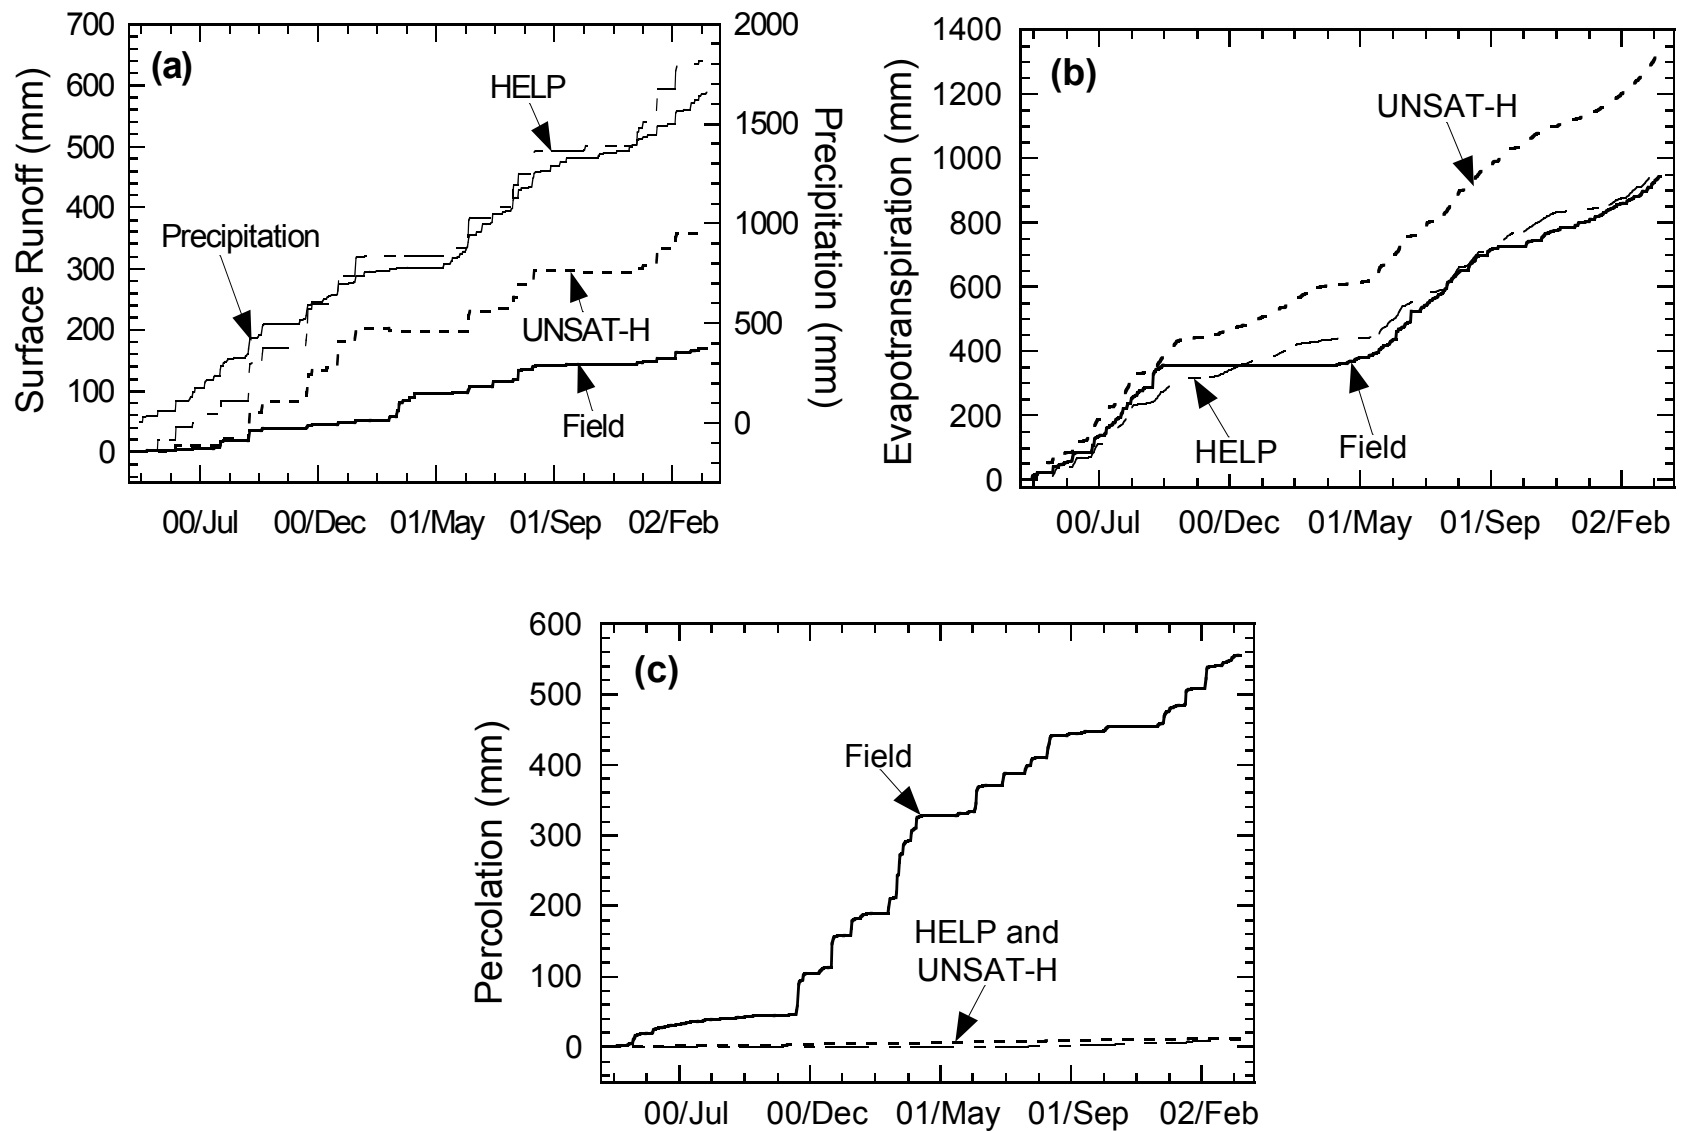 (a)
Surface Runoff (mm)
700
600
500
400
300
200
100
0
HELP
Precipitation
UNSAT-H
Field
2000
1500
1000
500
0
Precipitation (mm)
00/Jul 00/Dec 01/May 01/Sep 02/Feb
(b)
Evapotranspiration (mm)
1400
1200
1000
800
600
400
200
0
UNSAT-H
HELP
Field
00/Jul 00/Dec 01/May 01/Sep 02/Feb
(c)
Percolation (mm)
600
500
400
300
200
100
0
Field
HELP and
UNSAT-H
00/Jul 00/Dec 01/May 01/Sep 02/Feb